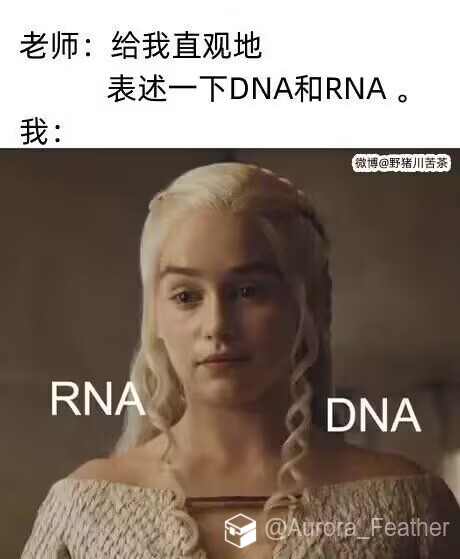 老师：给我直观地
表述一下DNA和RNA 。
我：
微博@野猪川苦茶
RNA
DNA
@Aurora_Feather